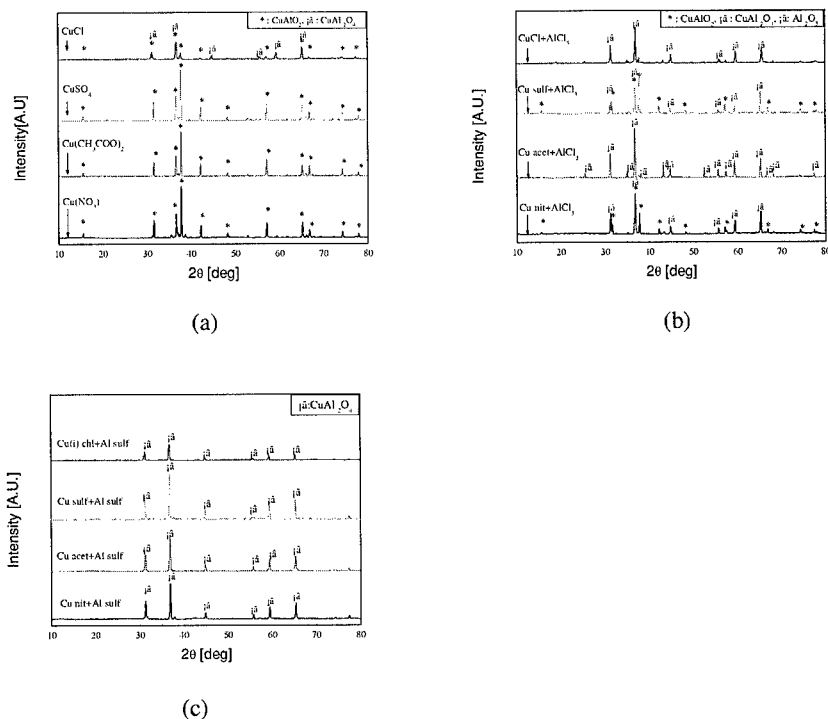 * : CuAlO2, ¡â : CuAl2O4
CuCl
CuSO4
Cu(CH3COO)2
Cu(NO3)
Intensity[A.U]
10 20 30 40 50 60 70 80
2θ [deg]
(a)
* : CuAlO2, ¡â : CuAl2O4, ¡â: Al2O3
CuCl+AlCl3
Cu sulf+AlCl3
Cu acet+AlCl3
Cu nit+AlCl3
Intensity [A.U.]
10 20 30 40 50 60 70 80
2θ [deg]
(b)
¡â:CuAl2O4
Cu(i) chl+Al sulf
Cu sulf+Al sulf
Cu acet+Al sulf
Cu nit+Al sulf
Intensity [A.U.]
10 20 30 40 50 60 70 80
2θ [deg]
(c)